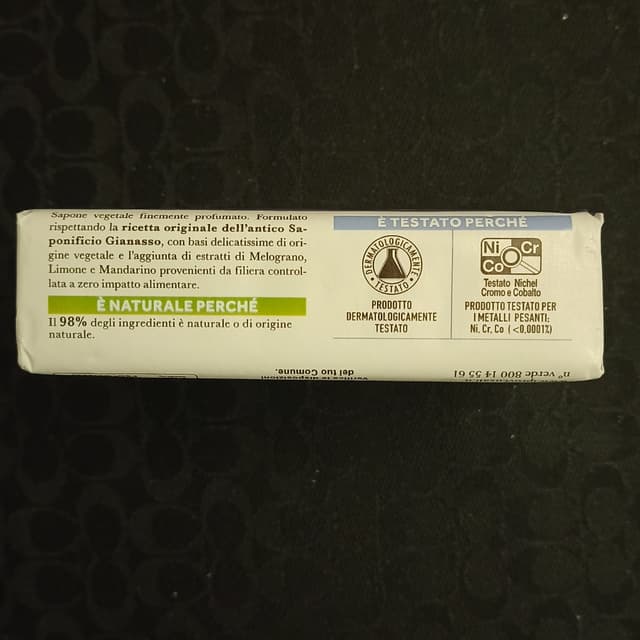 Sapone vegetale finemente profumato. Formulato
rispettando la ricetta originale dell'antico Sa-
ponificio Gianasso, con basi delicatissime di ori-
gine vegetale e l'aggiunta di estratti di Melograno,
Limone e Mandarino provenienti da filiera control-
lata a zero impatto alimentare.
È NATURALE PERCHÉ
Il 98% degli ingredienti è naturale o di origine
naturale.
È TESTATO PERCHÉ
DERMATOLOGICAMENTE
TESTATO
PRODOTTO
DERMATOLOGICAMENTE
TESTATO
Ni Cr
Co
Testato Nichel
Cromo e Cobalto
PRODOTTO TESTATO PER
I METALLI PESANTI:
Ni, Cr, Co (<0,0001%)
Verifica le disposizioni
del tuo Comune.
n° verde 800 14 55 61